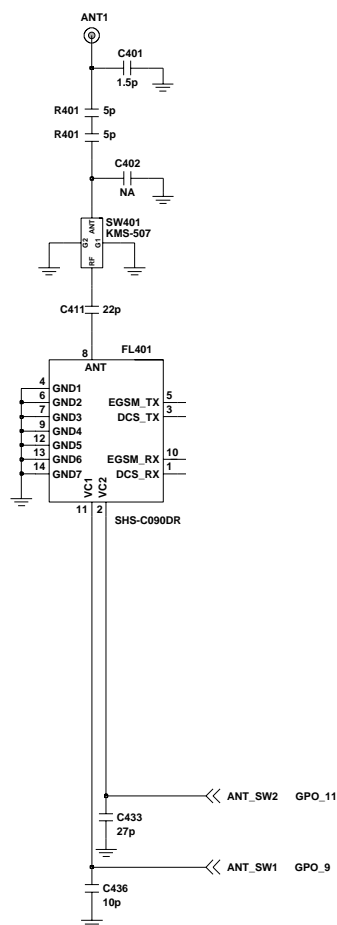 ANT1
C401
1.5p
R401 5p
R401 5p
C402
NA
SW401
KMS-507
ANT
G2
G1
RF
C411 22p
FL401
8
ANT
4 GND1
6 GND2
7 GND3
9 GND4
12 GND5
13 GND6
14 GND7
EGSM_TX 5
DCS_TX 3
EGSM_RX 10
DCS_RX 1
VC1
VC2
11 2
SHS-C090DR
ANT_SW2 GPO_11
C433
27p
ANT_SW1 GPO_9
C436
10p